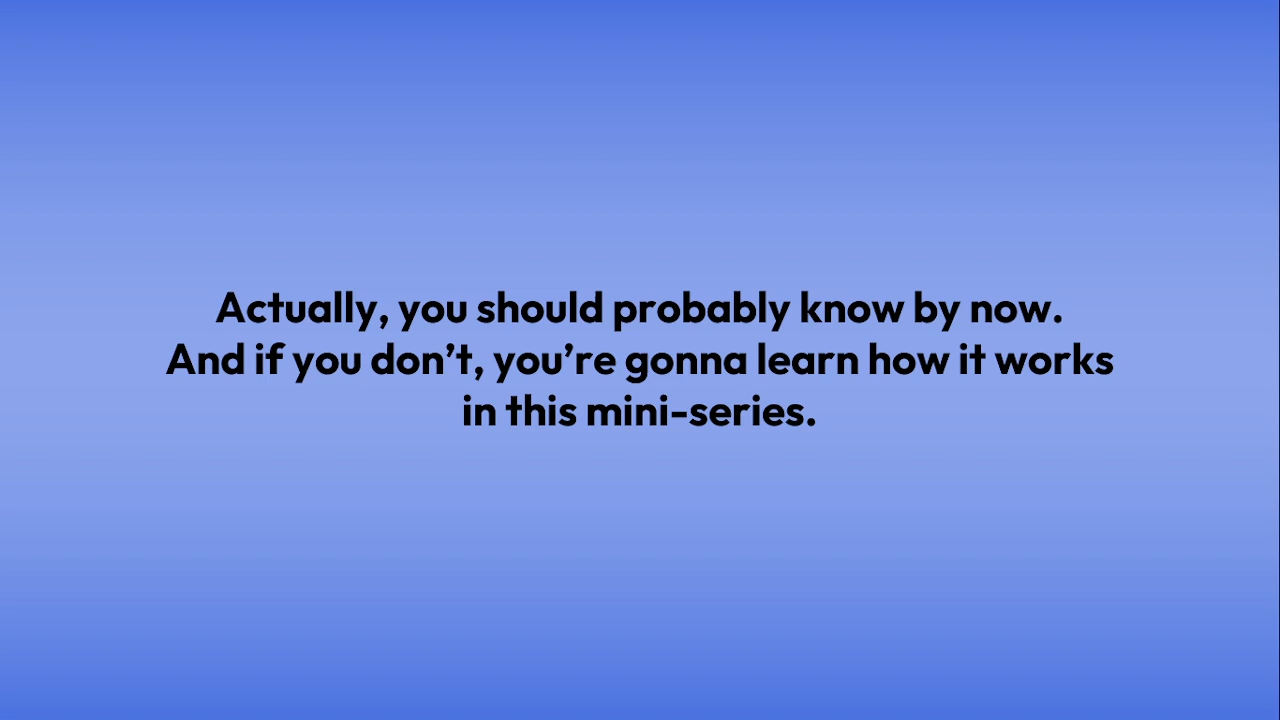 Actually, you should probably know by now.
And if you don’t, you’re gonna learn how it works
in this mini-series.